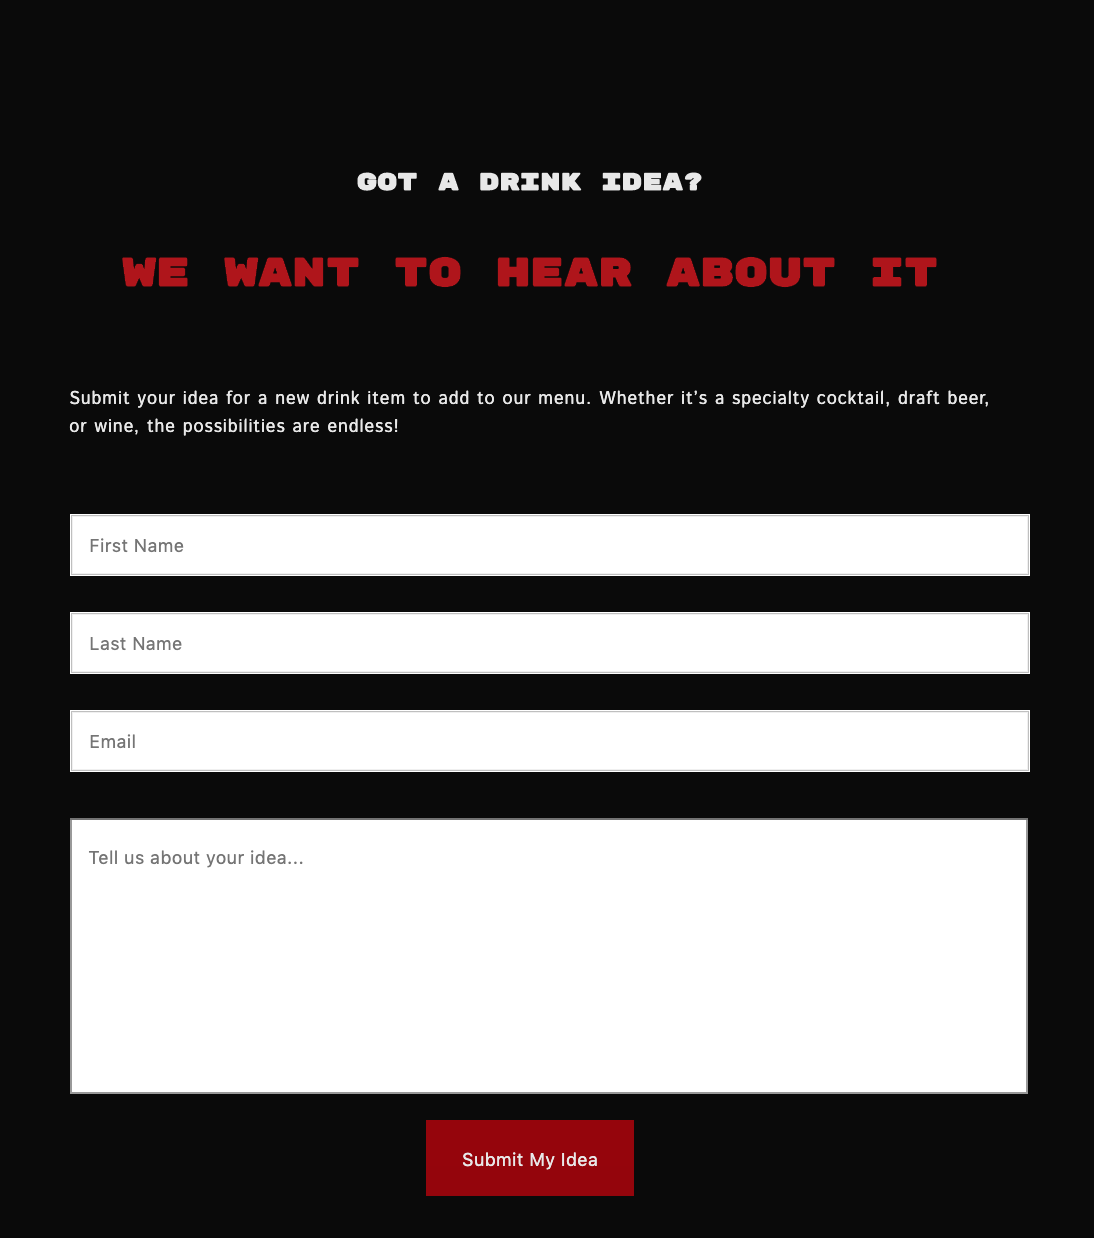 GOT A DRINK IDEA?
WE WANT TO HEAR ABOUT IT
Submit your idea for a new drink item to add to our menu. Whether it’s a specialty cocktail, draft beer,
or wine, the possibilities are endless!
First Name
Last Name
Email
Tell us about your idea...
Submit My Idea